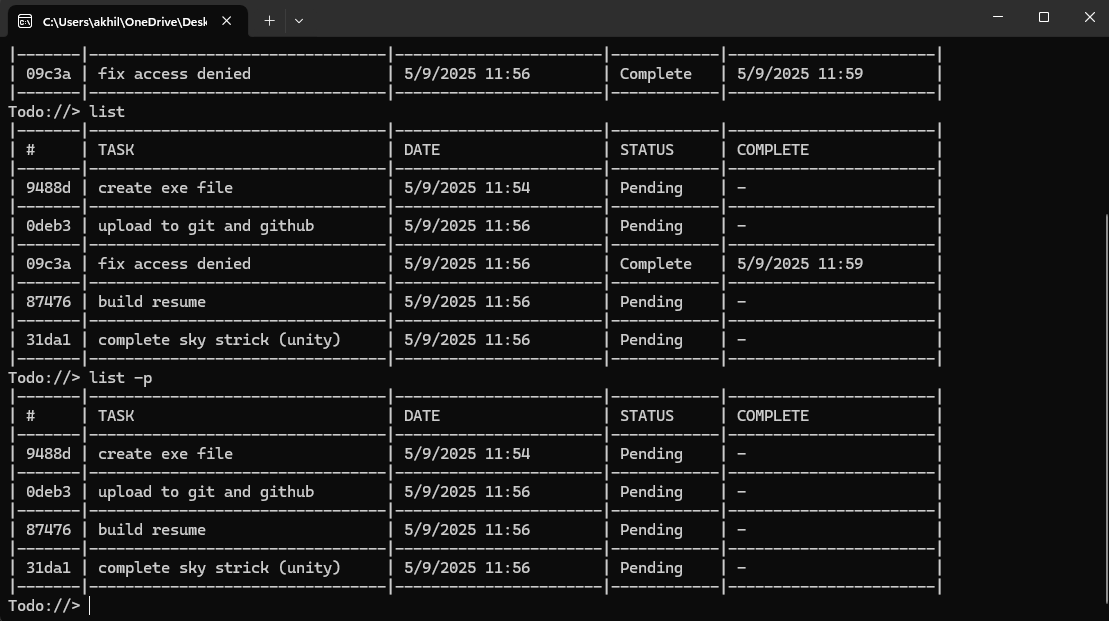 C:\Users\akhil\OneDrive\Desk
|-------|---------------------------------|-----------------------|------------|-----------------------|
| 09c3a | fix access denied | 5/9/2025 11:56 | Complete | 5/9/2025 11:59 |
|-------|---------------------------------|-----------------------|------------|-----------------------|
Todo://> list
|-------|---------------------------------|-----------------------|------------|-----------------------|
| # | TASK | DATE | STATUS | COMPLETE |
|-------|---------------------------------|-----------------------|------------|-----------------------|
| 9488d | create exe file | 5/9/2025 11:54 | Pending | - |
|-------|---------------------------------|-----------------------|------------|-----------------------|
| 0deb3 | upload to git and github | 5/9/2025 11:56 | Pending | - |
|-------|---------------------------------|-----------------------|------------|-----------------------|
| 09c3a | fix access denied | 5/9/2025 11:56 | Complete | 5/9/2025 11:59 |
|-------|---------------------------------|-----------------------|------------|-----------------------|
| 87476 | build resume | 5/9/2025 11:56 | Pending | - |
|-------|---------------------------------|-----------------------|------------|-----------------------|
| 31da1 | complete sky strick (unity) | 5/9/2025 11:56 | Pending | - |
|-------|---------------------------------|-----------------------|------------|-----------------------|
Todo://> list -p
|-------|---------------------------------|-----------------------|------------|-----------------------|
| # | TASK | DATE | STATUS | COMPLETE |
|-------|---------------------------------|-----------------------|------------|-----------------------|
| 9488d | create exe file | 5/9/2025 11:54 | Pending | - |
|-------|---------------------------------|-----------------------|------------|-----------------------|
| 0deb3 | upload to git and github | 5/9/2025 11:56 | Pending | - |
|-------|---------------------------------|-----------------------|------------|-----------------------|
| 87476 | build resume | 5/9/2025 11:56 | Pending | - |
|-------|---------------------------------|-----------------------|------------|-----------------------|
| 31da1 | complete sky strick (unity) | 5/9/2025 11:56 | Pending | - |
|-------|---------------------------------|-----------------------|------------|-----------------------|
Todo://>